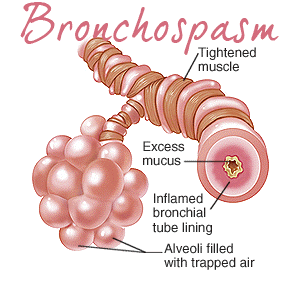 Bronchospasm
Tightened
muscle
Excess
mucus
Inflamed
bronchial
tube lining
Alveoli filled
with trapped air